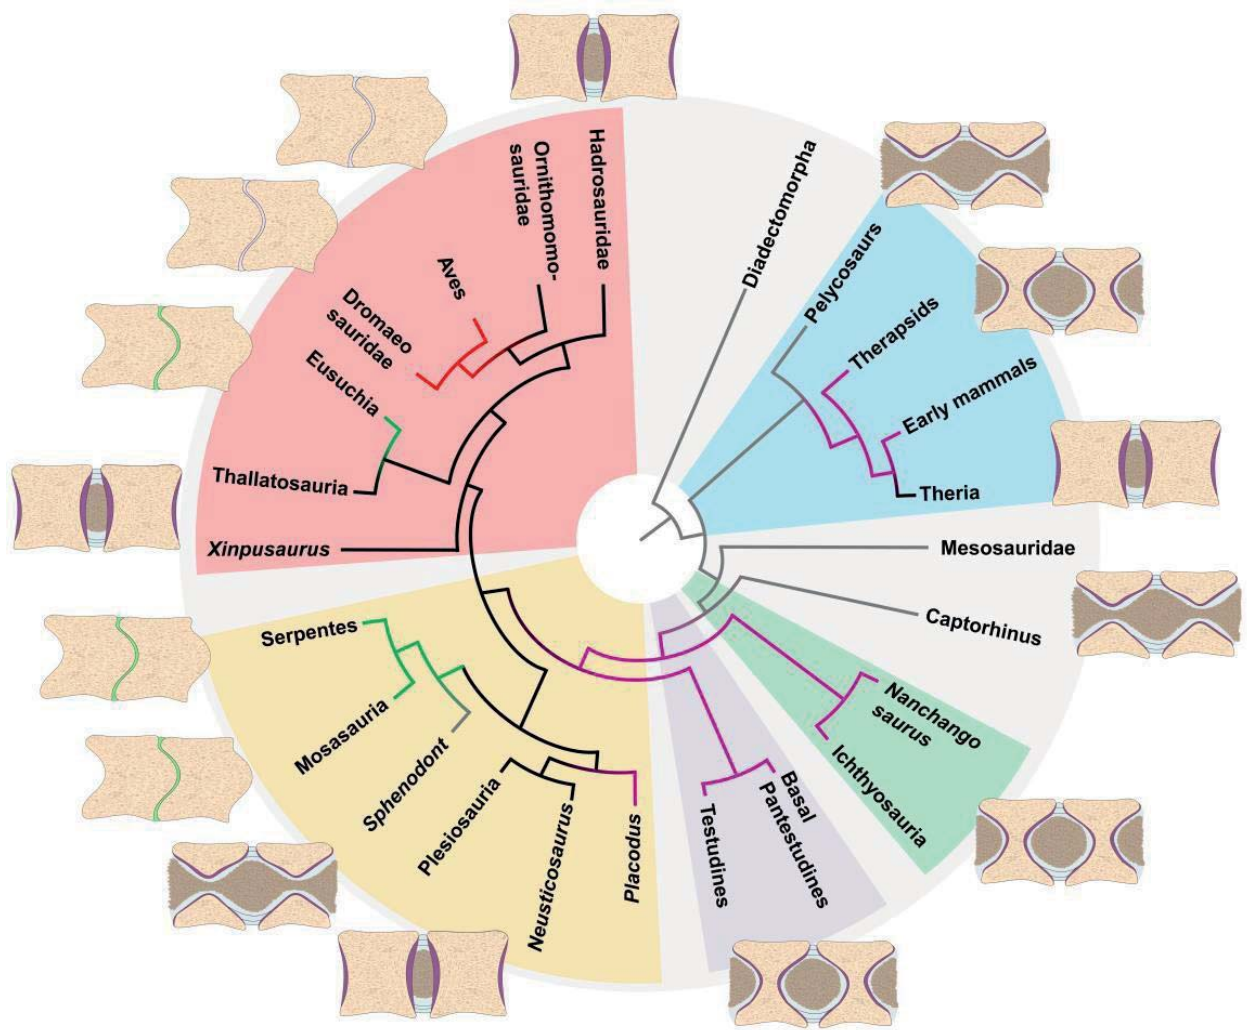 Hadrosauridae
Ornithomomo-
sauridae
Aves
Dromaeo
sauridae
Eusuchia
Thallatosauria
Xinpusaurus
Serpentes
Mosasauria
Sphenodont
Plesiosauria
Neusticosaurus
Placodus
Testudines
Basal
Pantestudines
Ichthyosauria
Nanchango
saurus
Captorhinus
Mesosauridae
Theria
Early mammals
Therapsids
Pelycosaurs
Diadectomorpha